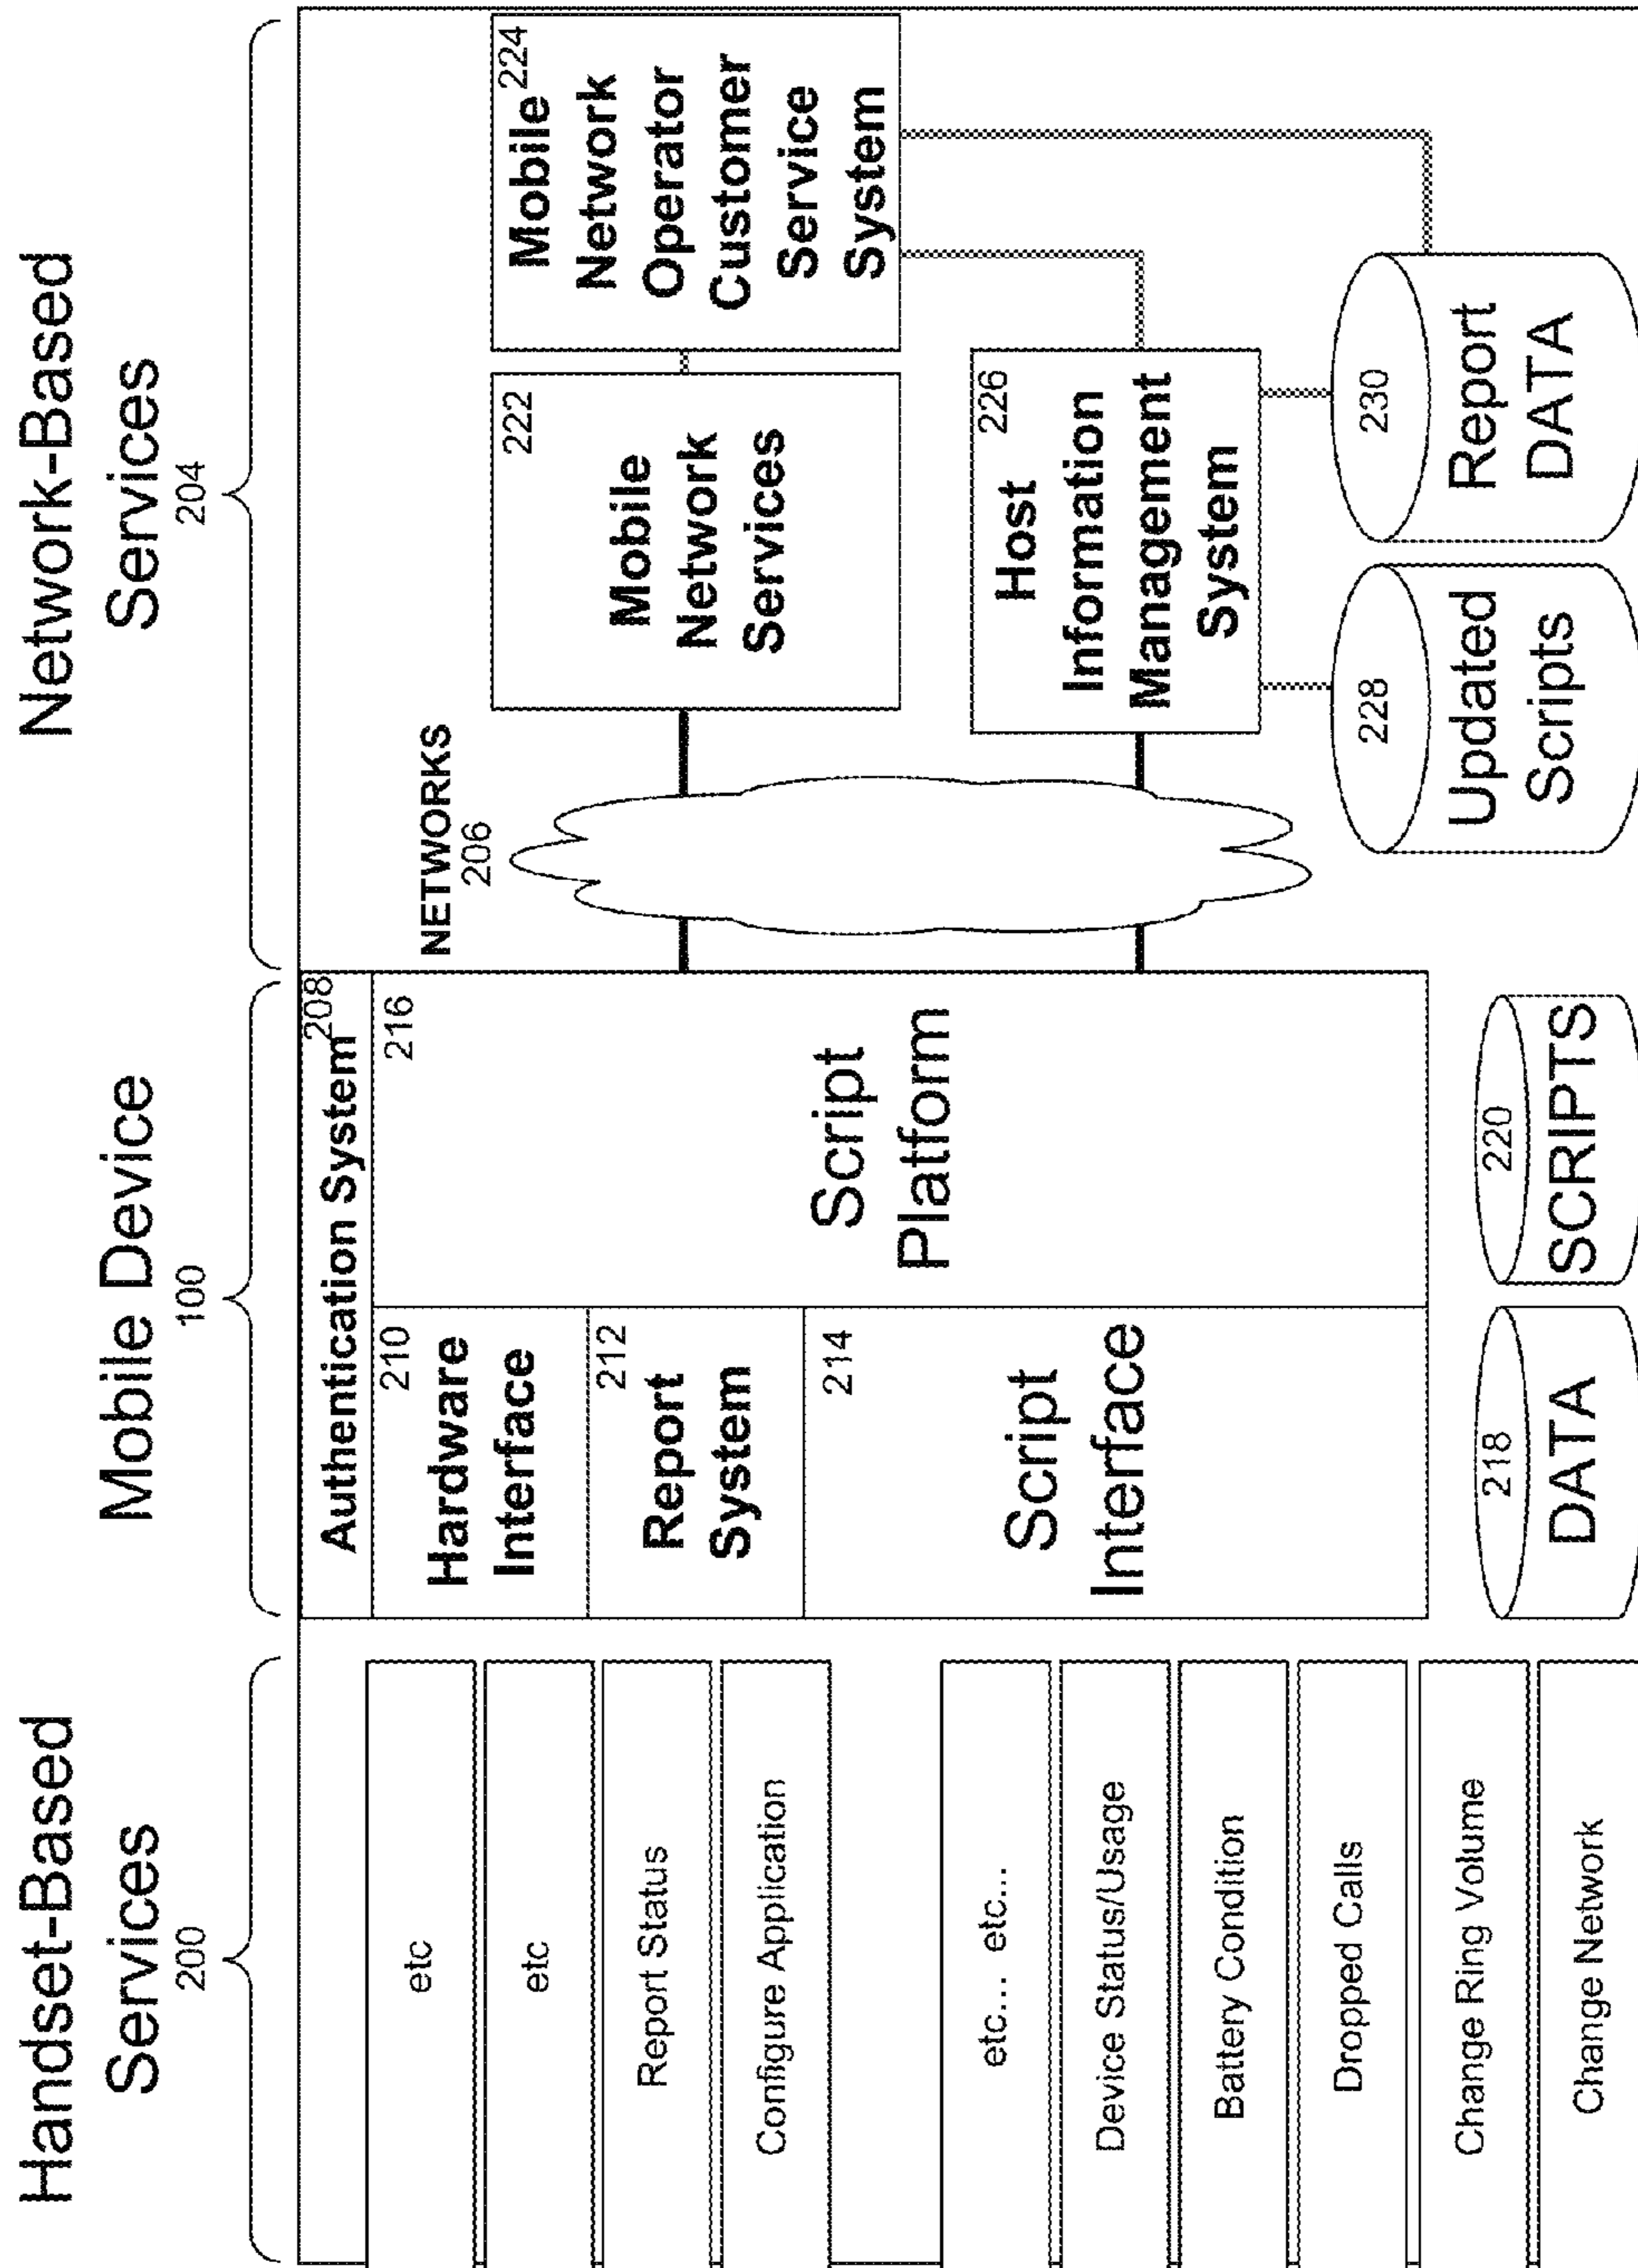 Handset-Based
Services
200
etc
etc
Report Status
Configure Application
etc... etc...
Device Status/Usage
Battery Condition
Dropped Calls
Change Ring Volume
Change Network
Mobile Device
100
Authentication System
208
210
Hardware
Interface
212
Report
System
214
Script
Interface
216
Script
Platform
218
DATA
220
SCRIPTS
Network-Based
Services
204
NETWORKS
206
222
Mobile
Network
Services
Mobile 224
Network
Operator
Customer
Service
System
226
Host
Information
Management
System
228
Updated
Scripts
230
Report
DATA